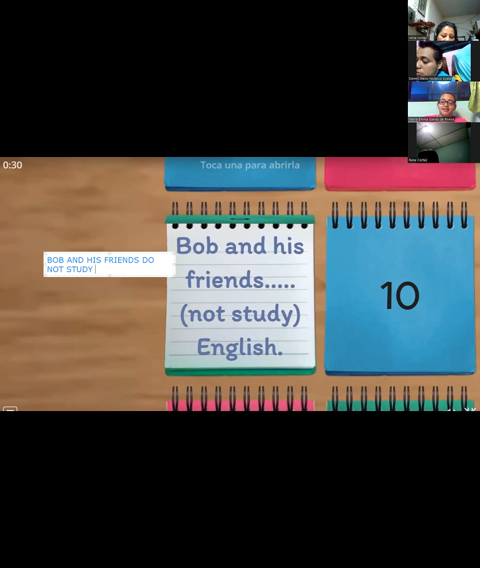 0:30
Toca una para abrirla
BOB AND HIS FRIENDS DO
NOT STUDY
Bob and his
friends.....
(not study)
English.
10